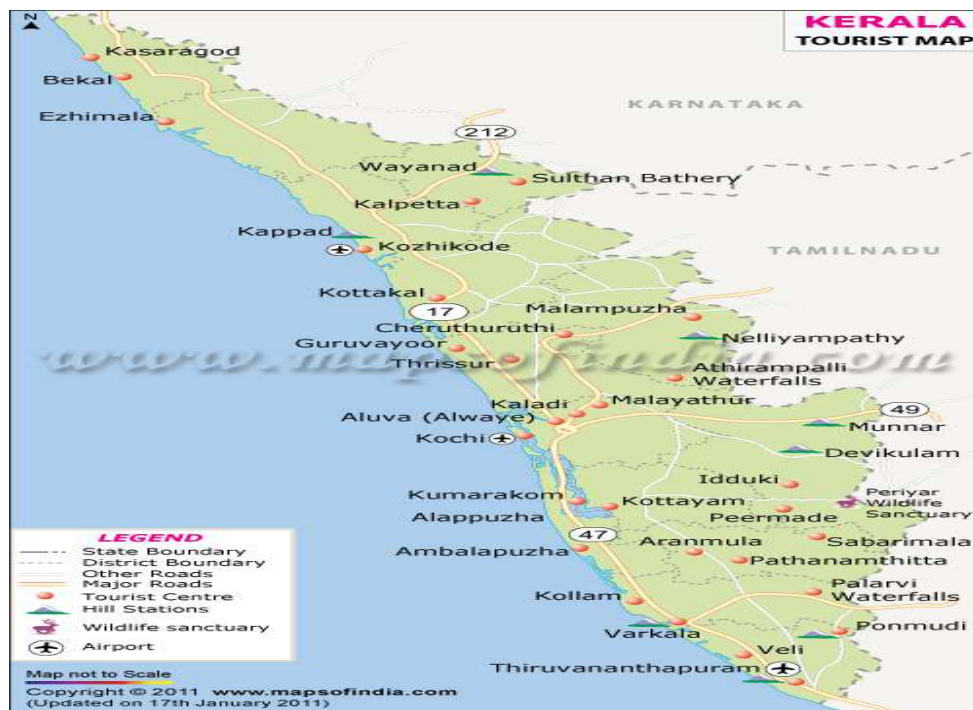 N
KERALA
TOURIST MAP
Kasaragod
Bekal
Ezhimala
KARNATAKA
212
Wayanad
Sulthan Bathery
Kalpetta
Kappad
Kozhikode
TAMILNADU
Kottakal
17
Malampuzha
Cheruthuruthi
Nelliyampathy
Guruvayoor
www.mapsofindia.com
Thrissur
Athirampalli
Waterfalls
Kaladi
Malayathur
49
Aluva (Alwaye)
Munnar
Kochi
Devikulam
Idduki
Periyar
Wildlife
Sanctuary
Kumarakom
Kottayam
Peermade
Alappuzha
47
Sabarimala
Ambalapuzha
Aranmula
Pathanamthitta
Palarvi
Waterfalls
Kollam
Varkala
Ponmudi
Veli
Thiruvananthapuram
LEGEND
State Boundary
District Boundary
Other Roads
Major Roads
Tourist Centre
Hill Stations
Wildlife sanctuary
Airport
Map not to Scale
Copyright © 2011 www.mapsofindia.com
(Updated on 17th January 2011)